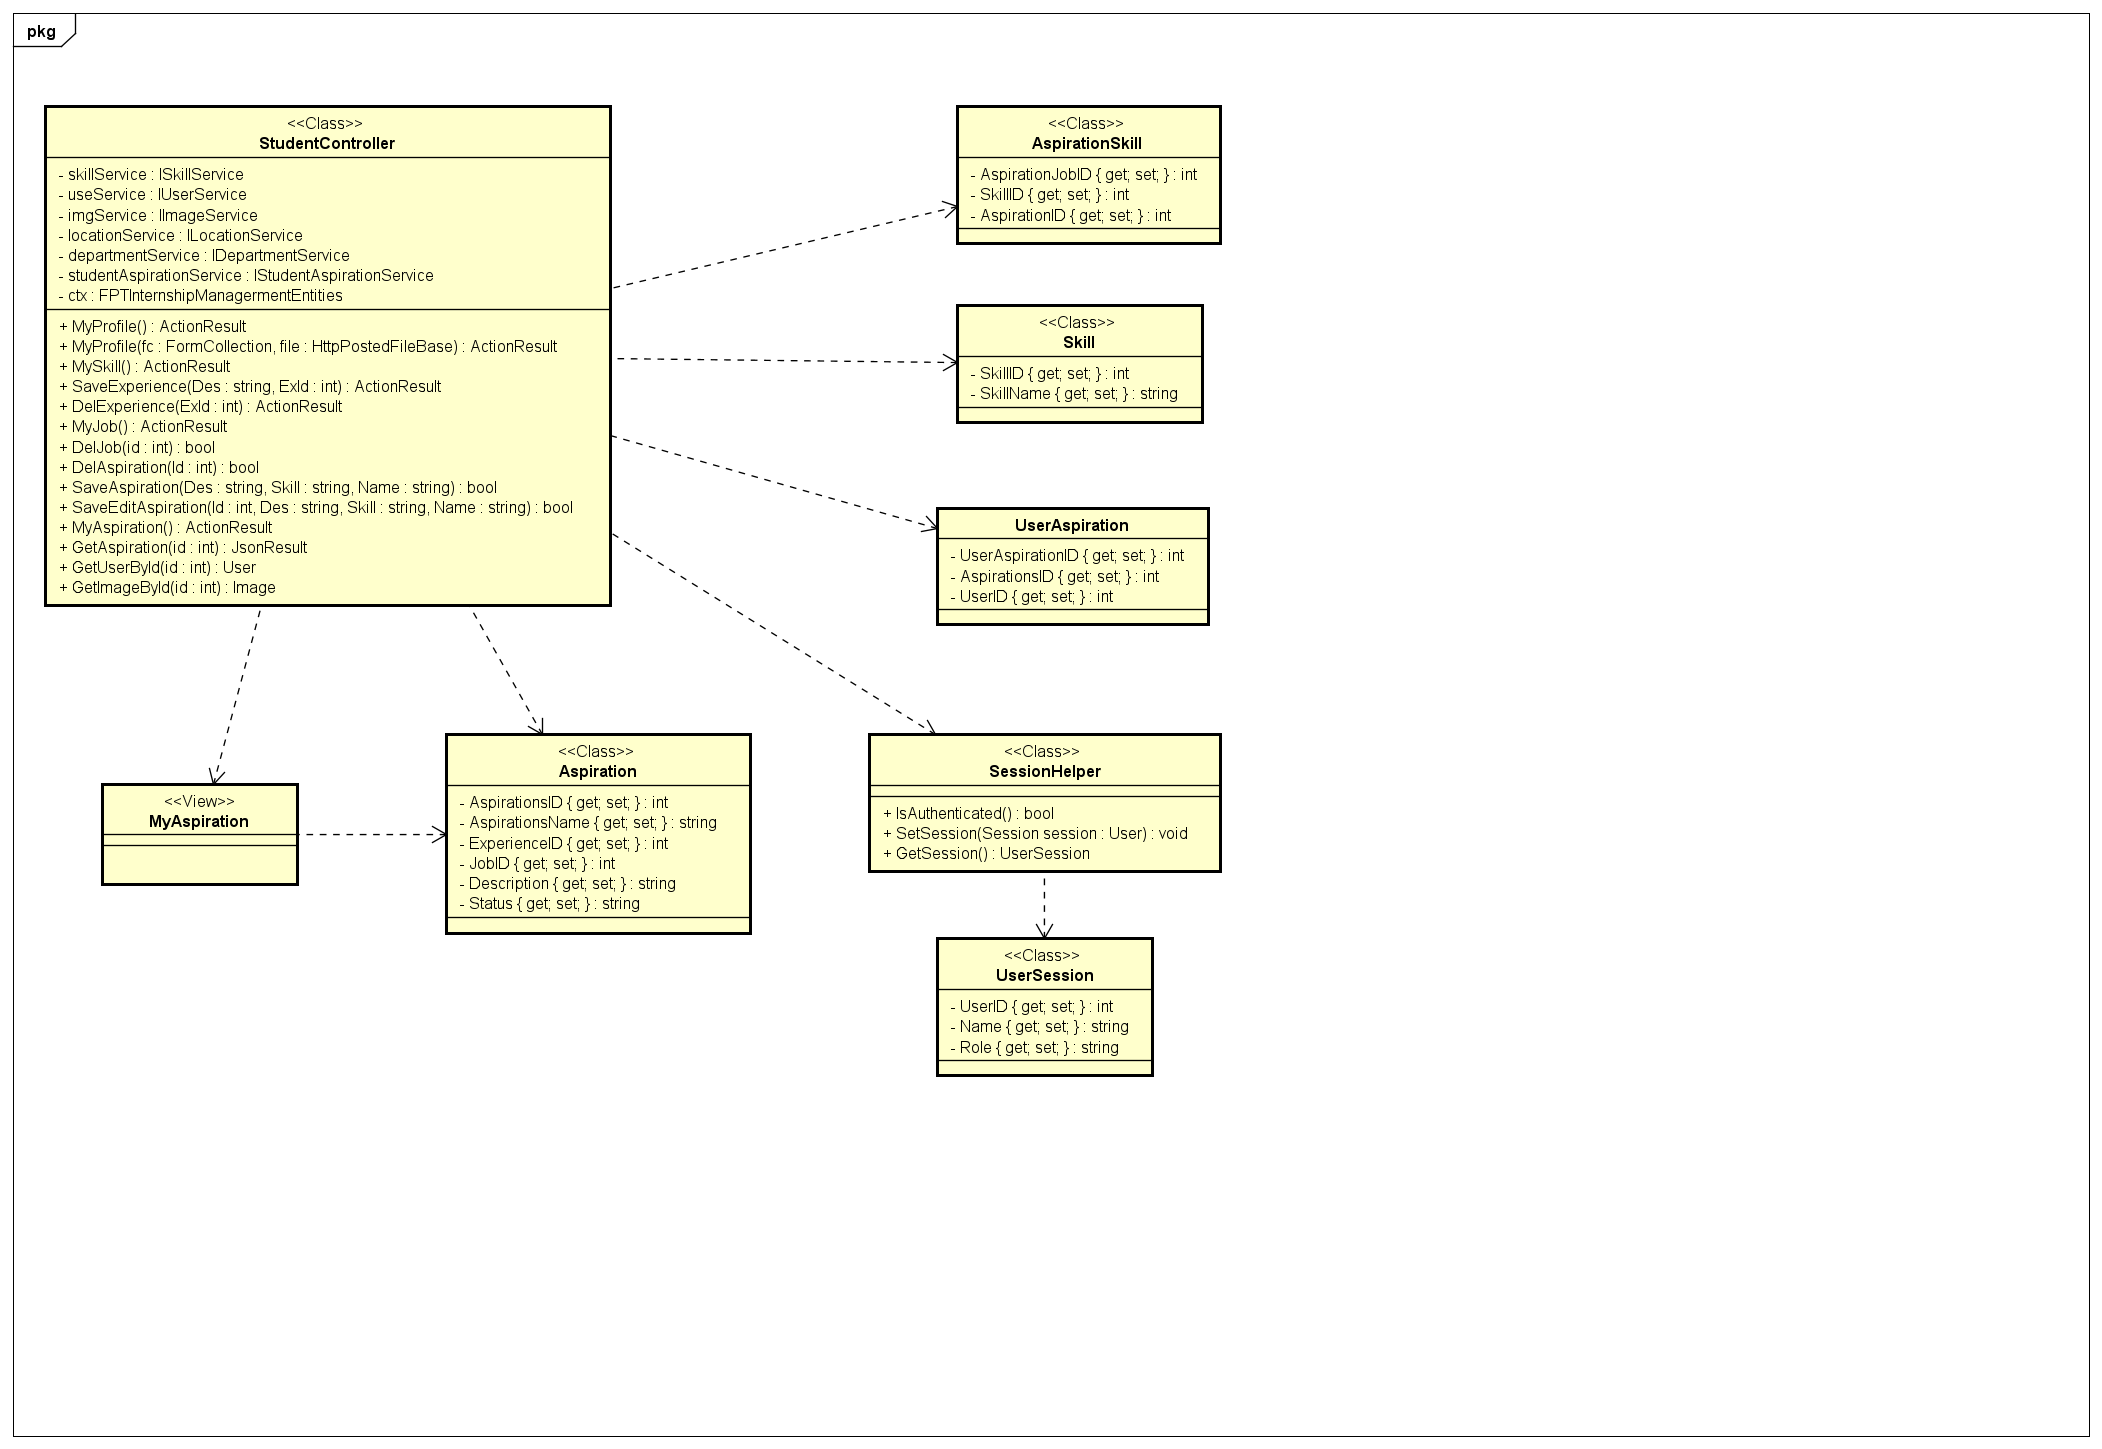 pkg
<<Class>>
StudentController
- skillService : ISkillService
- useService : IUserService
- imgService : IImageService
- locationService : ILocationService
- departmentService : IDepartmentService
- studentAspirationService : IStudentAspirationService
- ctx : FPTInternshipManagermentEntities
+ MyProfile() : ActionResult
+ MyProfile(fc : FormCollection, file : HttpPostedFileBase) : ActionResult
+ MySkill() : ActionResult
+ SaveExperience(Des : string, ExId : int) : ActionResult
+ DelExperience(ExId : int) : ActionResult
+ MyJob() : ActionResult
+ DelJob(id : int) : bool
+ DelAspiration(Id : int) : bool
+ SaveAspiration(Des : string, Skill : string, Name : string) : bool
+ SaveEditAspiration(Id : int, Des : string, Skill : string, Name : string) : bool
+ MyAspiration() : ActionResult
+ GetAspiration(id : int) : JsonResult
+ GetUserById(id : int) : User
+ GetImageById(id : int) : Image
<<Class>>
AspirationSkill
- AspirationJobID { get; set; } : int
- SkillID { get; set; } : int
- AspirationID { get; set; } : int
<<Class>>
Skill
- SkillID { get; set; } : int
- SkillName { get; set; } : string
UserAspiration
- UserAspirationID { get; set; } : int
- AspirationsID { get; set; } : int
- UserID { get; set; } : int
<<View>>
MyAspiration
<<Class>>
Aspiration
- AspirationsID { get; set; } : int
- AspirationsName { get; set; } : string
- ExperienceID { get; set; } : int
- JobID { get; set; } : int
- Description { get; set; } : string
- Status { get; set; } : string
<<Class>>
SessionHelper
+ IsAuthenticated() : bool
+ SetSession(Session session : User) : void
+ GetSession() : UserSession
<<Class>>
UserSession
- UserID { get; set; } : int
- Name { get; set; } : string
- Role { get; set; } : string